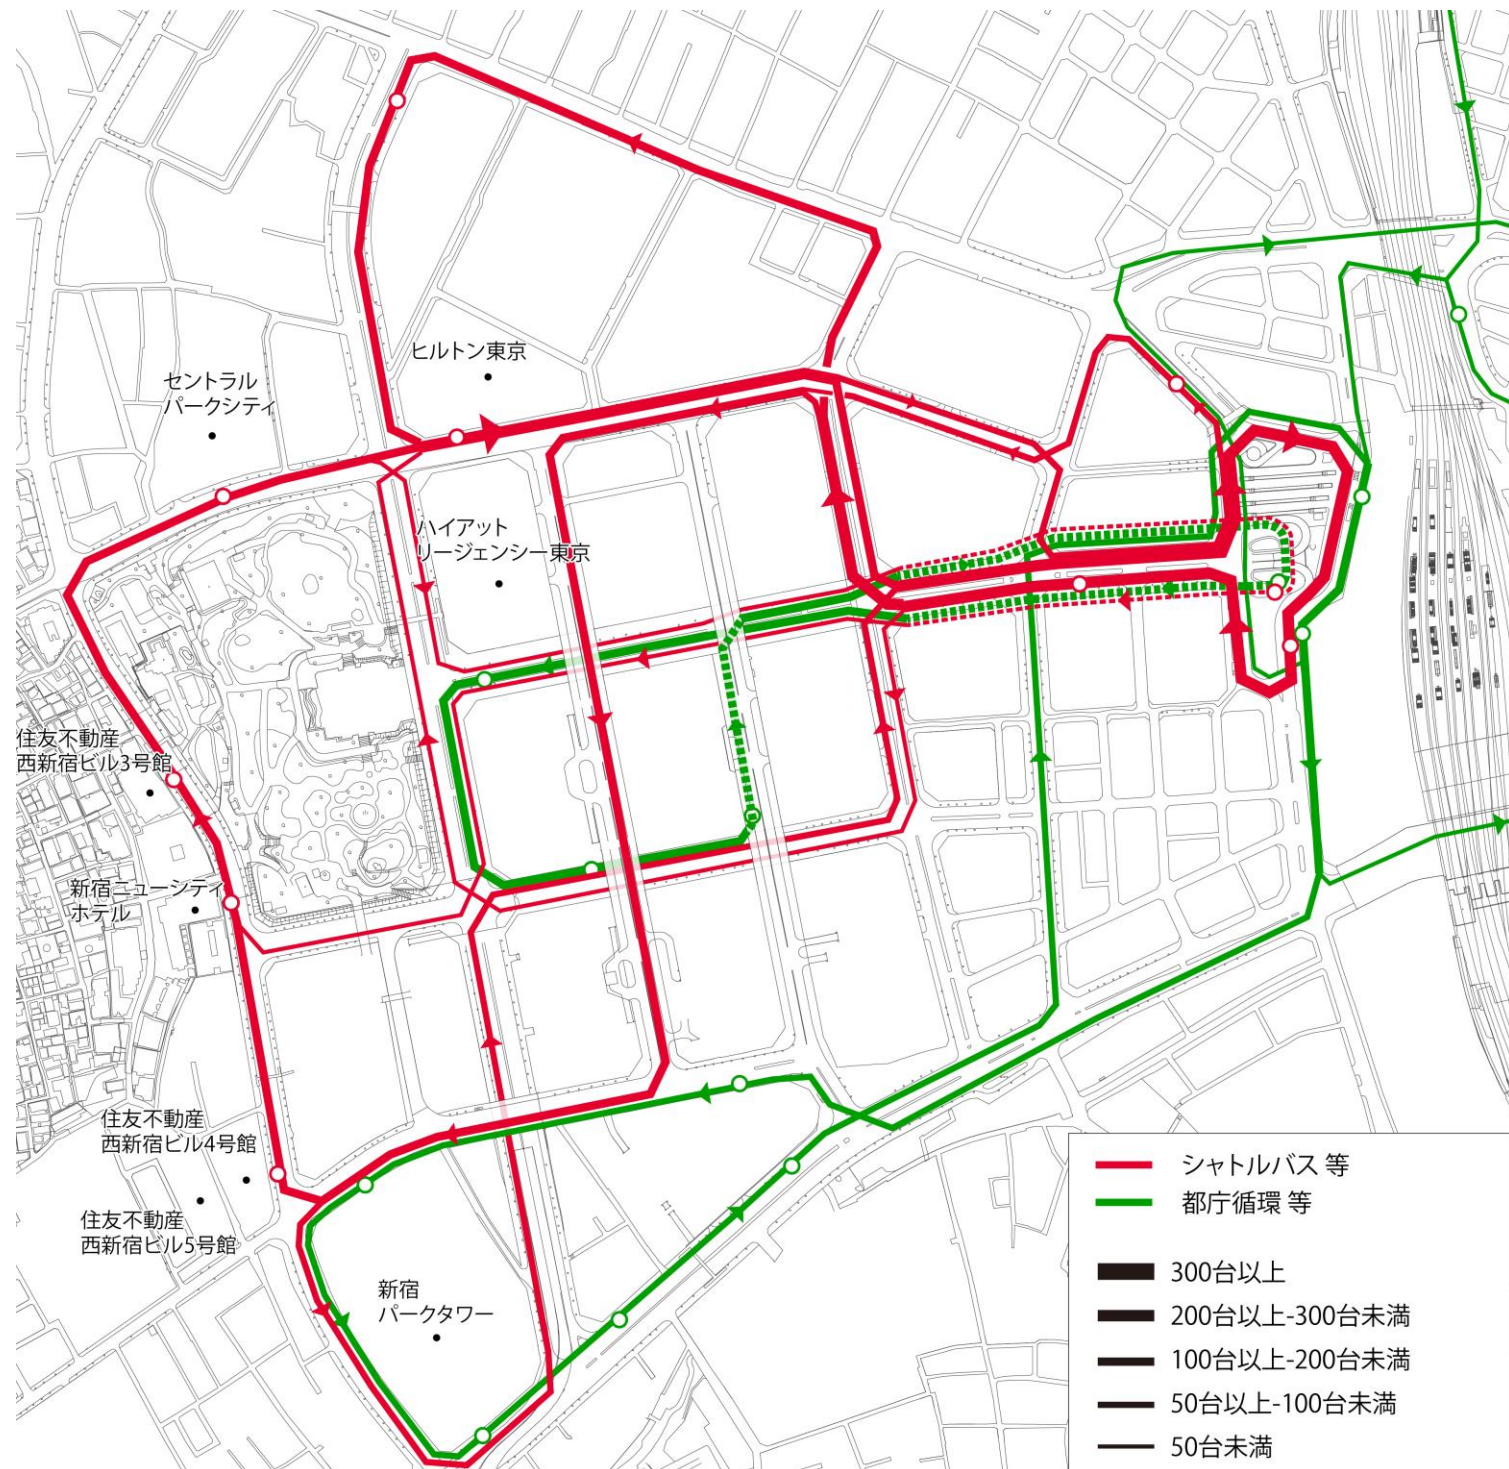 ヒルトン東京
セントラル
パークシティ
ハイアット
リージェンシー東京
住友不動産
西新宿ビル3号館
新宿ニューシティ
ホテル
住友不動産
西新宿ビル4号館
住友不動産
西新宿ビル5号館
新宿
パークタワー
シャトルバス 等
都庁循環 等
300台以上
200台以上-300台未満
100台以上-200台未満
50台以上-100台未満
50台未満